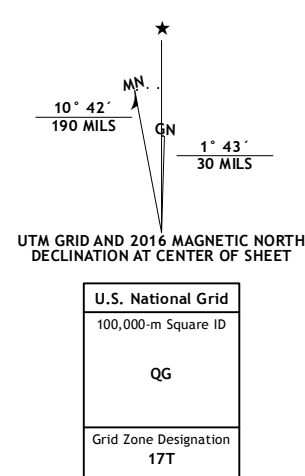 ★
MN
10° 42´
190 MILS
GN
1° 43´
30 MILS
UTM GRID AND 2016 MAGNETIC NORTH
DECLINATION AT CENTER OF SHEET
U.S. National Grid
100,000-m Square ID
QG
Grid Zone Designation
17T